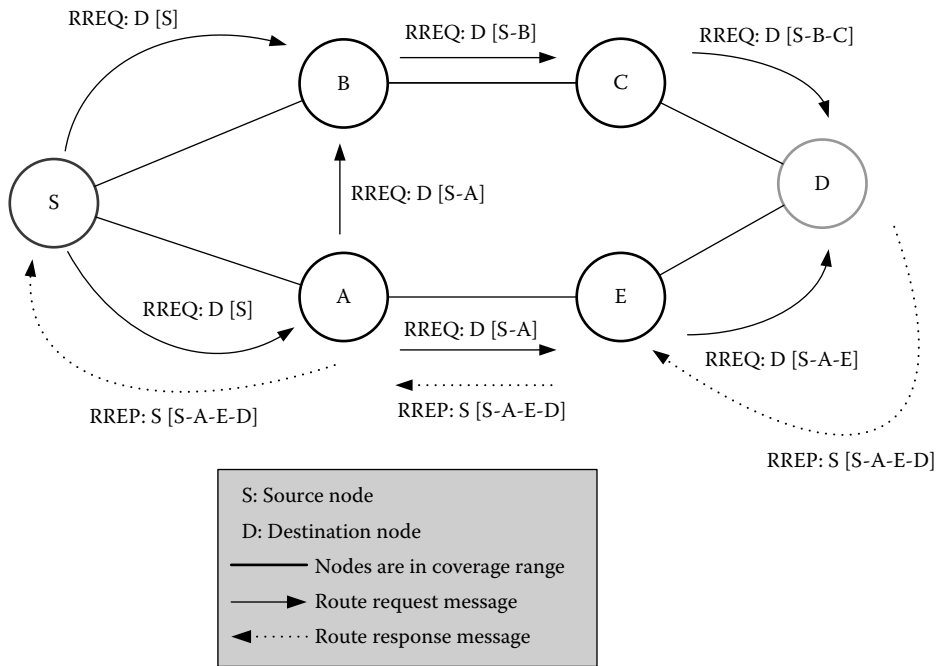 RREQ: D [S]
RREQ: D [S-B]
RREQ: D [S-B-C]
B
C
D
S
RREQ: D [S-A]
A
E
RREQ: D [S]
RREQ: D [S-A]
RREQ: D [S-A-E]
RREP: S [S-A-E-D]
RREP: S [S-A-E-D]
RREP: S [S-A-E-D]
S: Source node
D: Destination node
Nodes are in coverage range
Route request message
Route response message